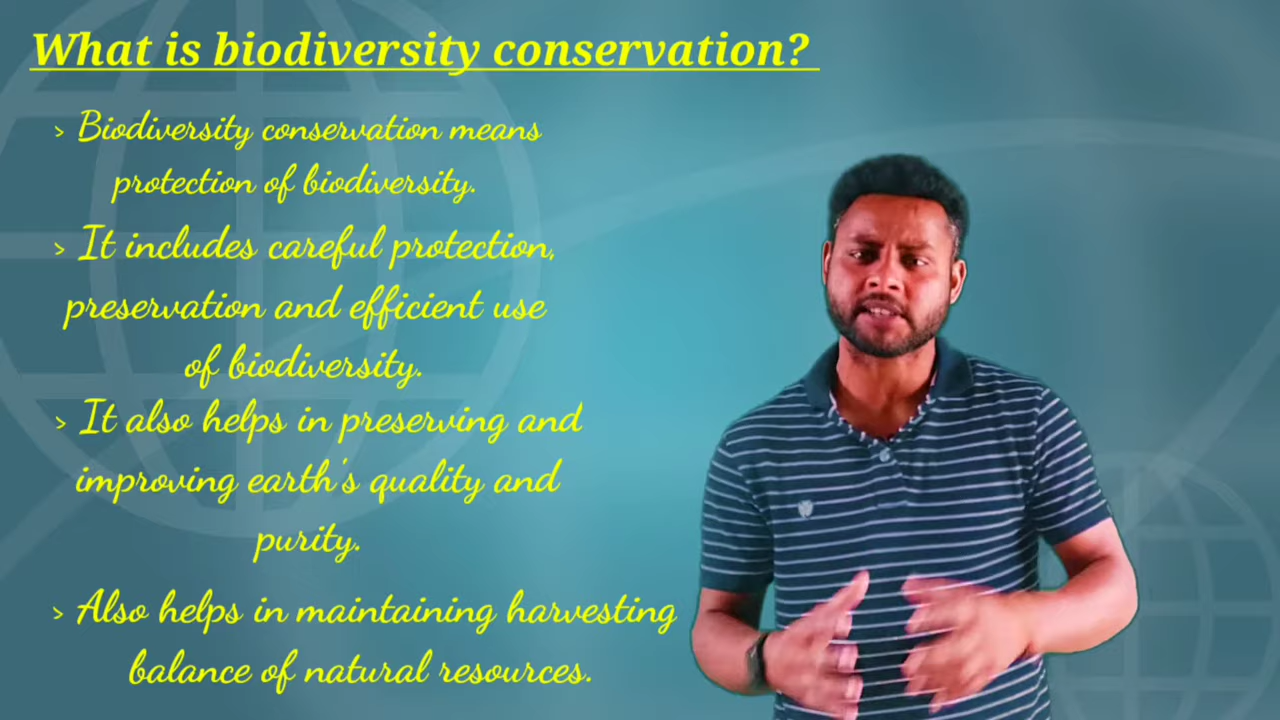 What is biodiversity conservation?
> Biodiversity conservation means
protection of biodiversity.
> It includes careful protection,
preservation and efficient use
of biodiversity.
> It also helps in preserving and
improving earth's quality and
purity.
> Also helps in maintaining harvesting
balance of natural resources.